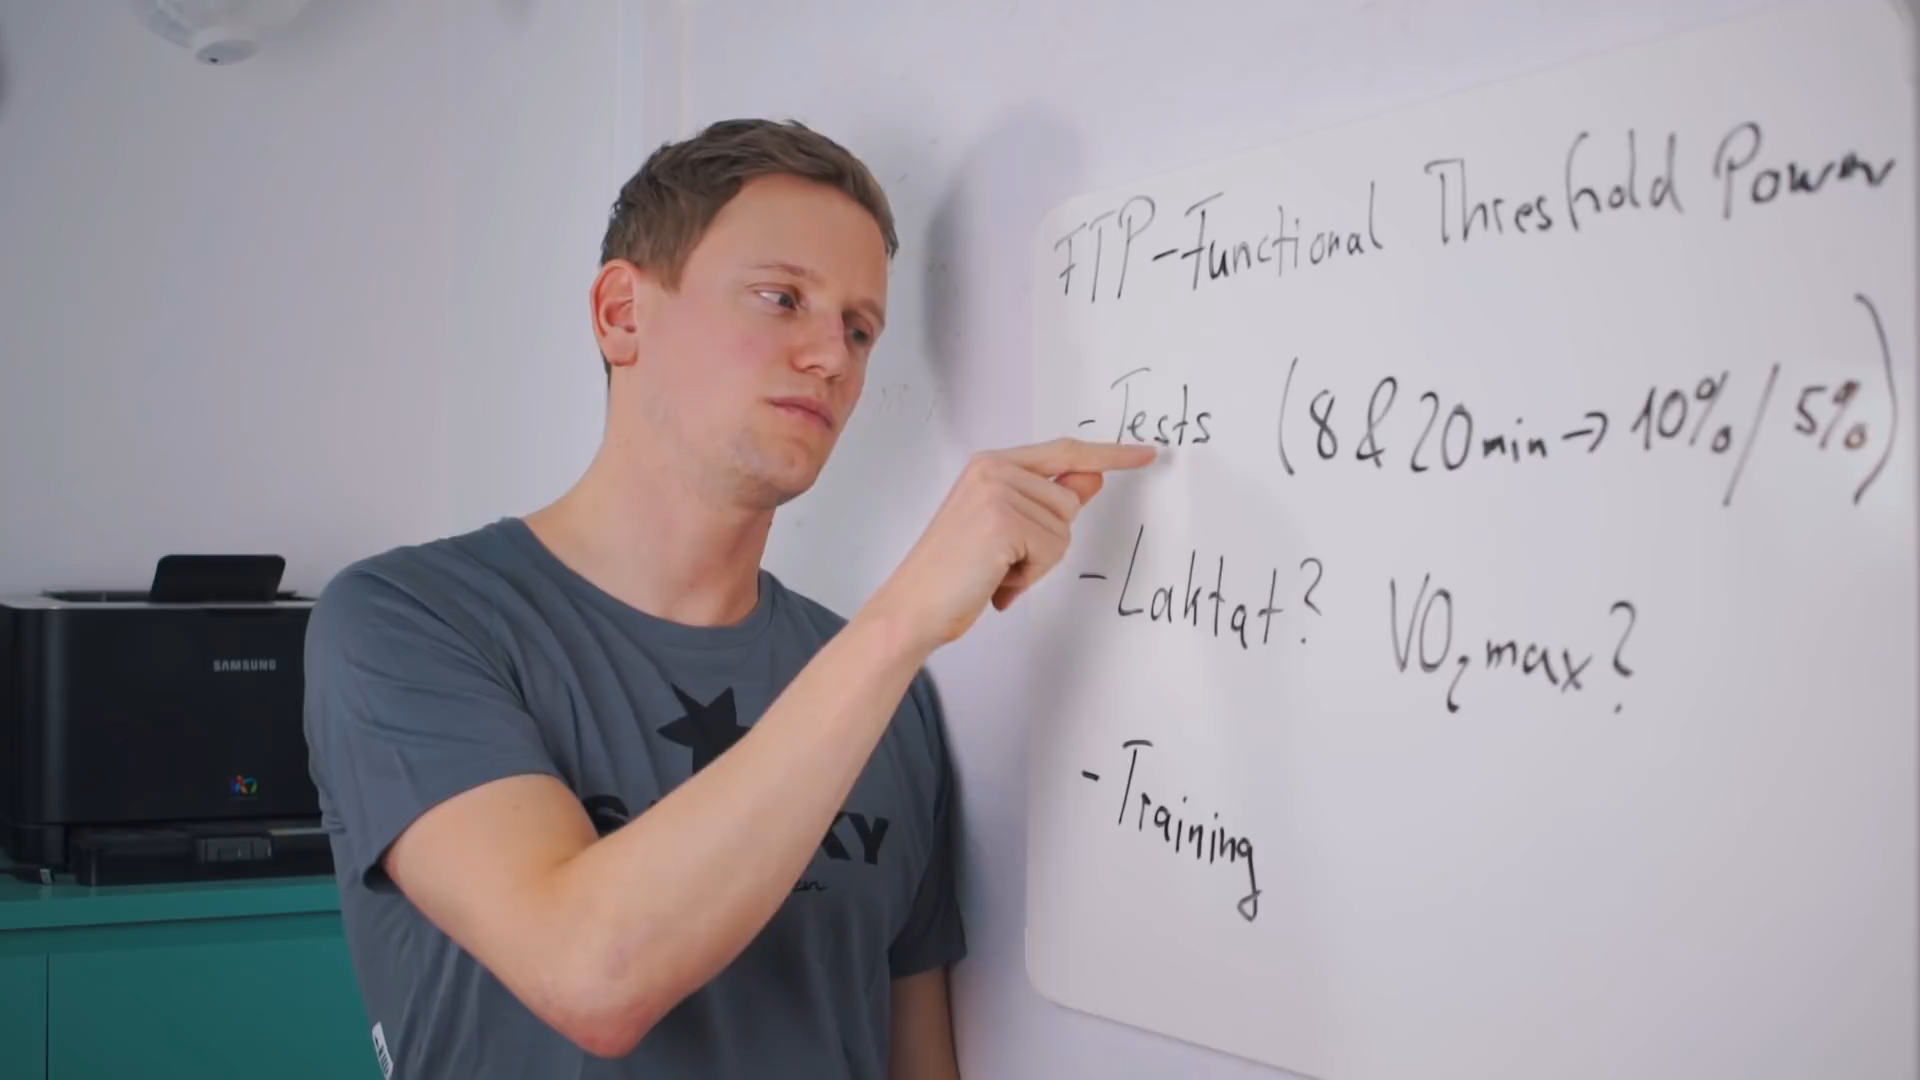 FTP-Functional Threshold Power
-Tests (8 & 20min → 10% / 5%)
-Laktat? VO₂max?
-Training
SAMSUNG